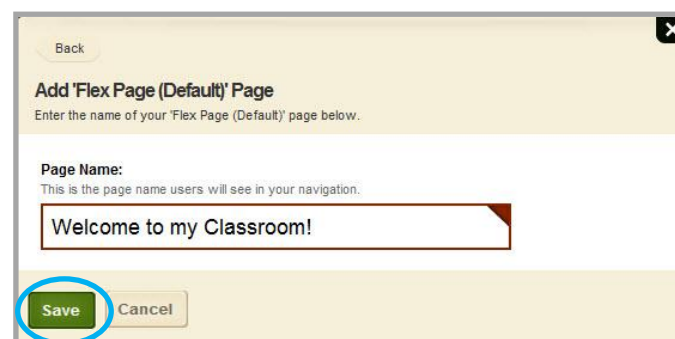 Back
Add 'Flex Page (Default)' Page
Enter the name of your 'Flex Page (Default)' page below.
Page Name:
This is the page name users will see in your navigation.
Welcome to my Classroom!
Save Cancel